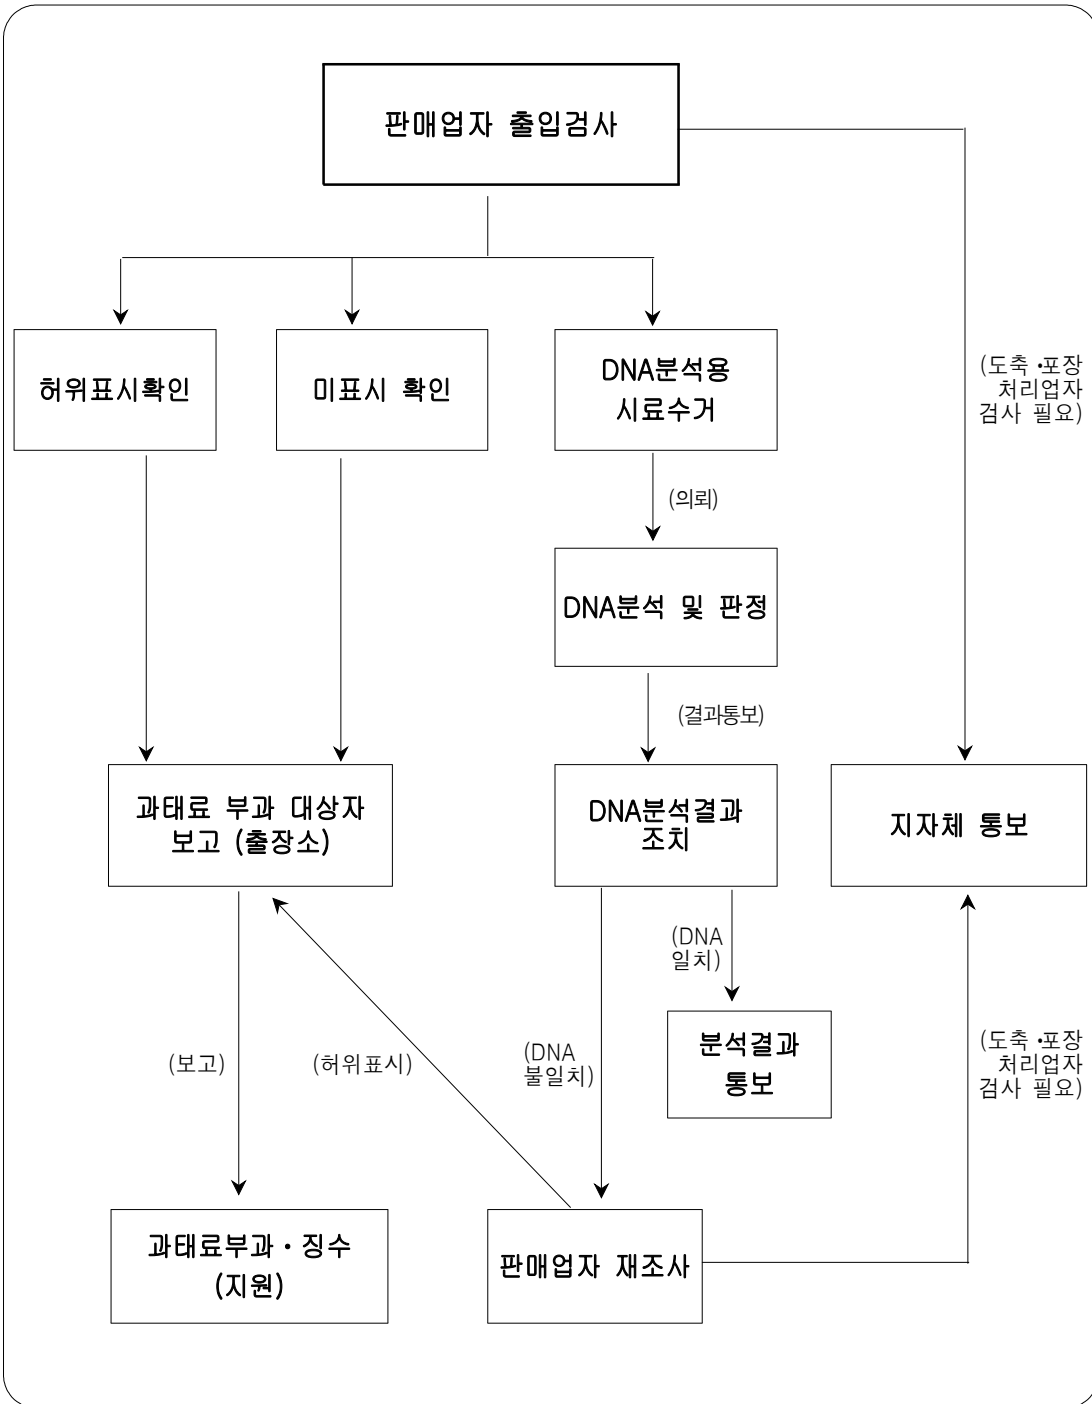 판매업자 출입검사
허위표시확인
미표시 확인
DNA분석용
시료수거
(도축·포장
처리업자
검사 필요)
(의뢰)
DNA분석 및 판정
(결과통보)
과태료 부과 대상자
보고 (출장소)
DNA분석결과
조치
지자체 통보
(DNA
일치)
분석결과
통보
(보고)
(허위표시)
(DNA
불일치)
(도축·포장
처리업자
검사 필요)
과태료부과·징수
(지원)
판매업자 재조사